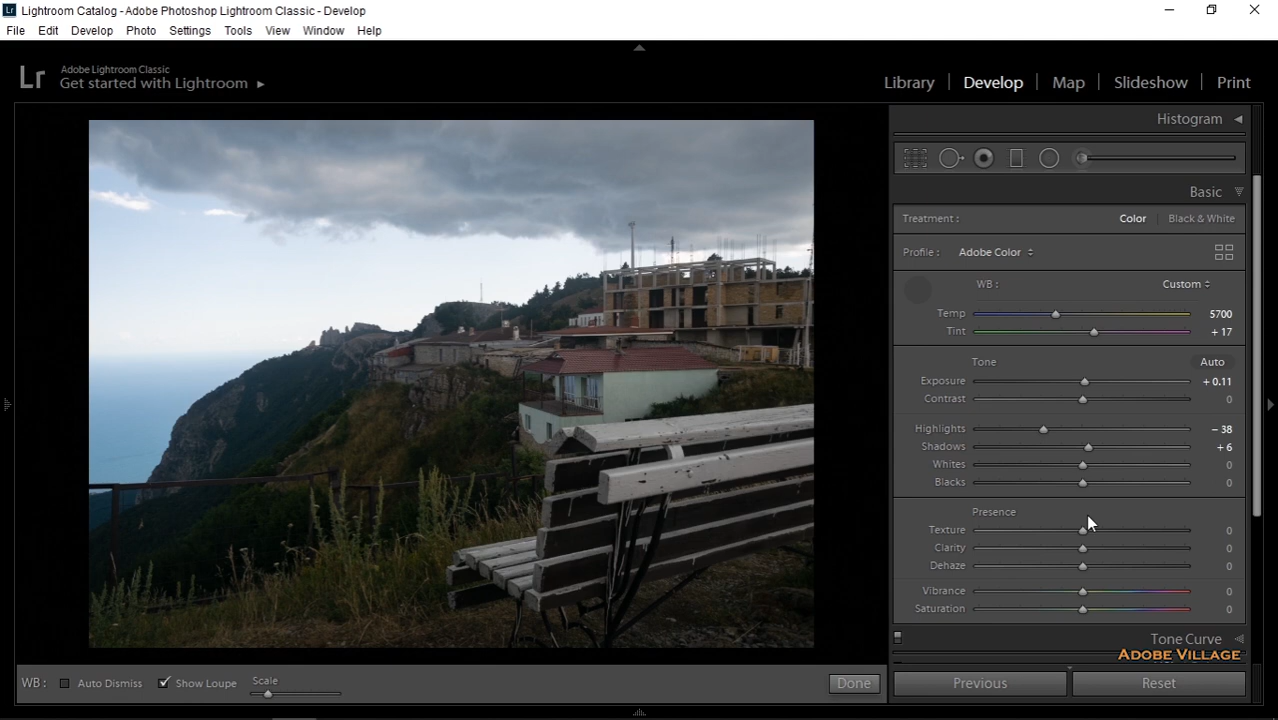 Lightroom Catalog - Adobe Photoshop Lightroom Classic - Develop
File Edit Develop Photo Settings Tools View Window Help
Lr
Adobe Lightroom Classic
Get started with Lightroom
Library Develop Map Slideshow Print
Histogram
Basic
Treatment : Color Black & White
Profile : Adobe Color
WB : Custom
Temp 5700
Tint + 17
Tone Auto
Exposure + 0.11
Contrast 0
Highlights − 38
Shadows + 6
Whites 0
Blacks 0
Presence
Texture 0
Clarity 0
Dehaze 0
Vibrance 0
Saturation 0
Tone Curve
ADOBE VILLAGE
WB : Auto Dismiss Show Loupe Scale Done
Previous Reset